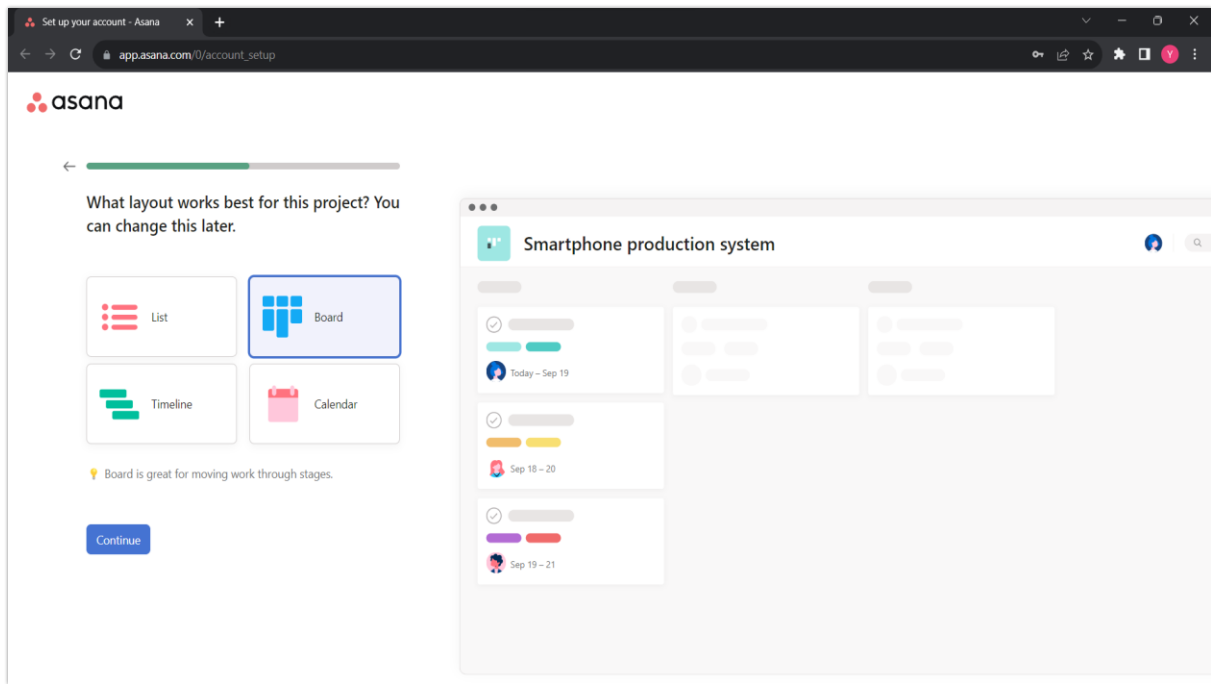 Set up your account - Asana
app.asana.com/0/account_setup
Y
asana
What layout works best for this project? You
can change this later.
List
Board
Timeline
Calendar
Board is great for moving work through stages.
Continue
Smartphone production system
Today – Sep 19
Sep 18 – 20
Sep 19 – 21